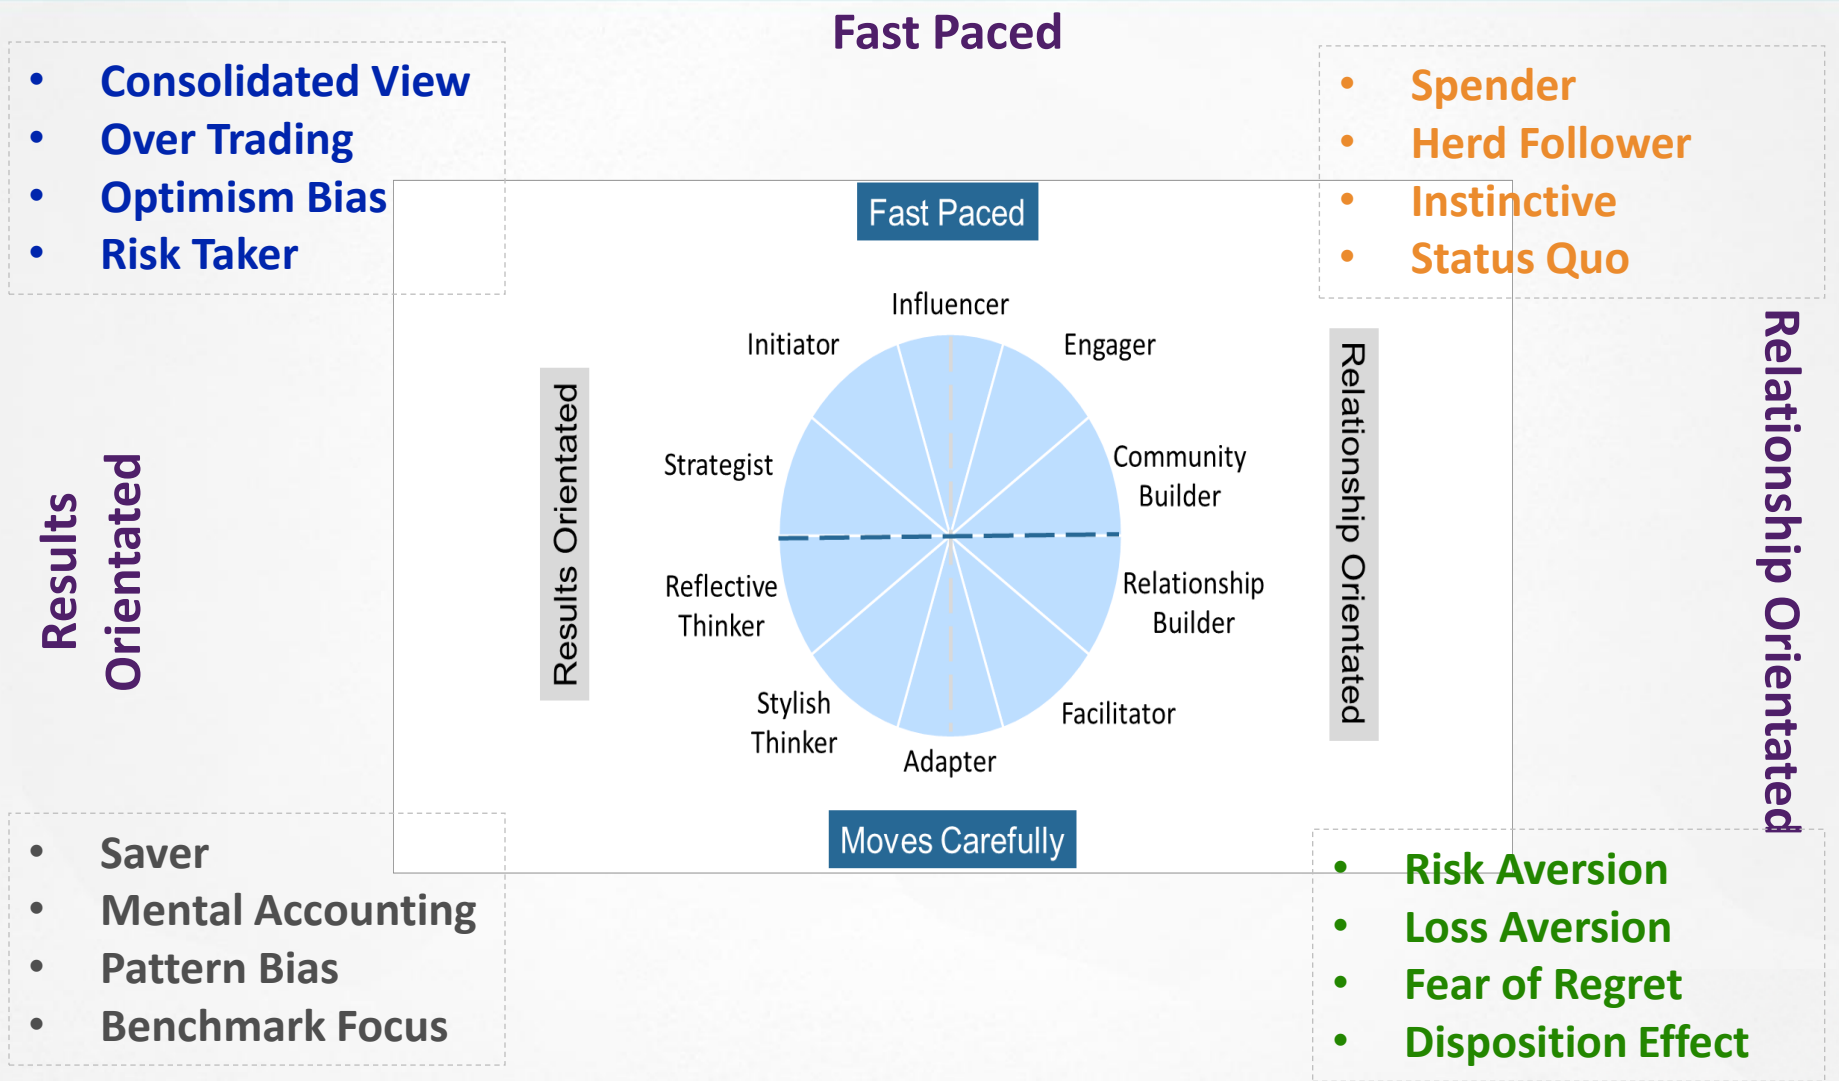 Fast Paced
• Consolidated View
• Over Trading
• Optimism Bias
• Risk Taker
• Spender
• Herd Follower
• Instinctive
• Status Quo
Fast Paced
Influencer
Initiator
Engager
Strategist
Community
Builder
Results Orientated
Relationship Orientated
Results
Orientated
Relationship Orientated
Reflective
Thinker
Relationship
Builder
Stylish
Thinker
Facilitator
Adapter
Moves Carefully
• Saver
• Mental Accounting
• Pattern Bias
• Benchmark Focus
• Risk Aversion
• Loss Aversion
• Fear of Regret
• Disposition Effect